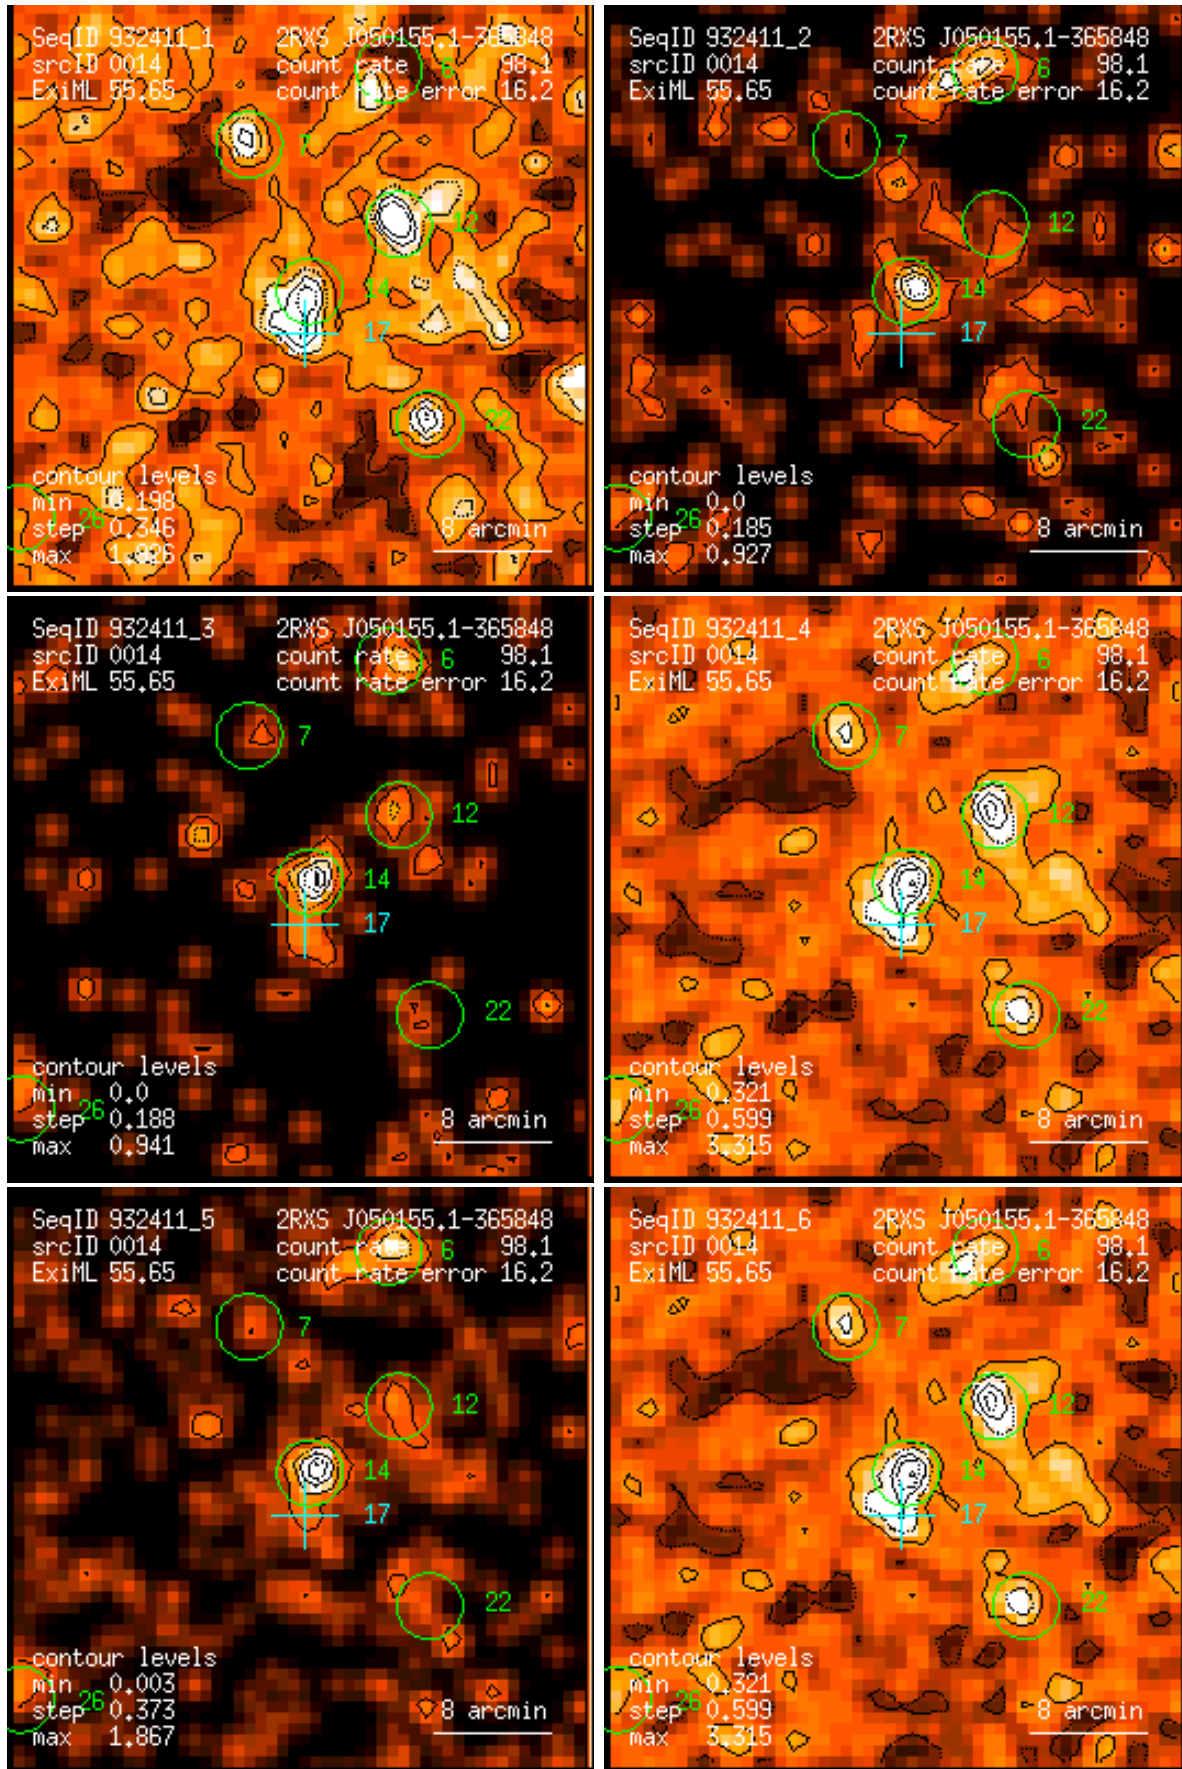 SeqID 932411_1 2RXS J050155.1-365848
srcID 0014 count rate 98.1
ExiML 55.65 count rate error 16.2
6
7
12
14
17
22
contour levels
min 0.198
26
step 0.346
max 1.926
8 arcmin
SeqID 932411_2 2RXS J050155.1-365848
srcID 0014 count rate 98.1
ExiML 55.65 count rate error 16.2
6
7
12
14
17
22
contour levels
min 0.0
26
step 0.185
max 0.927
8 arcmin
SeqID 932411_3 2RXS J050155.1-365848
srcID 0014 count rate 98.1
ExiML 55.65 count rate error 16.2
6
7
12
14
17
22
contour levels
min 0.0
26
step 0.188
max 0.941
8 arcmin
SeqID 932411_4 2RXS J050155.1-365848
srcID 0014 count rate 98.1
ExiML 55.65 count rate error 16.2
6
7
12
14
17
22
contour levels
min 0.321
26
step 0.599
max 3.315
8 arcmin
SeqID 932411_5 2RXS J050155.1-365848
srcID 0014 count rate 98.1
ExiML 55.65 count rate error 16.2
6
7
12
14
17
22
contour levels
min 0.003
26
step 0.373
max 1.867
8 arcmin
SeqID 932411_6 2RXS J050155.1-365848
srcID 0014 count rate 98.1
ExiML 55.65 count rate error 16.2
6
7
12
14
17
22
contour levels
min 0.321
26
step 0.599
max 3.315
8 arcmin